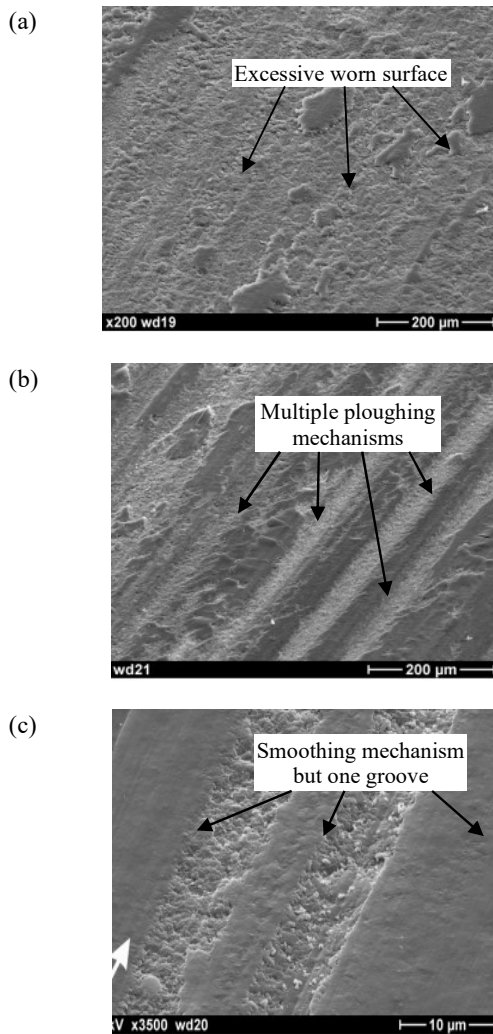 (a)
Excessive worn surface
x200 wd19
200 µm
(b)
Multiple ploughing
mechanisms
wd21
200 µm
(c)
Smoothing mechanism
but one groove
kV x3500 wd20
10 µm